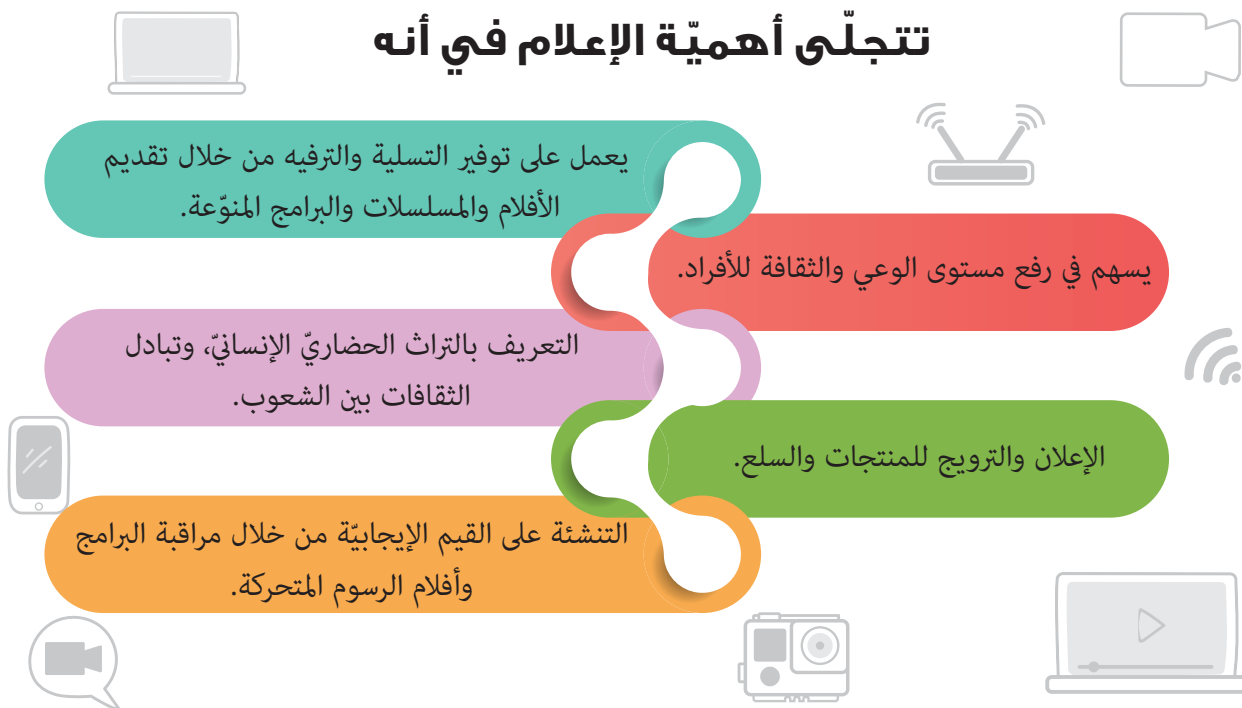 تتجلّى أهميّة الإعلام في أنه
يعمل على توفير التسلية والترفيه من خلال تقديم
الأفلام والمسلسلات والبرامج المنوّعة.
يسهم في رفع مستوى الوعي والثقافة للأفراد.
التعريف بالتراث الحضاريّ الإنسانيّ، وتبادل
الثقافات بين الشعوب.
الإعلان والترويج للمنتجات والسلع.
التنشئة على القيم الإيجابيّة من خلال مراقبة البرامج
وأفلام الرسوم المتحركة.